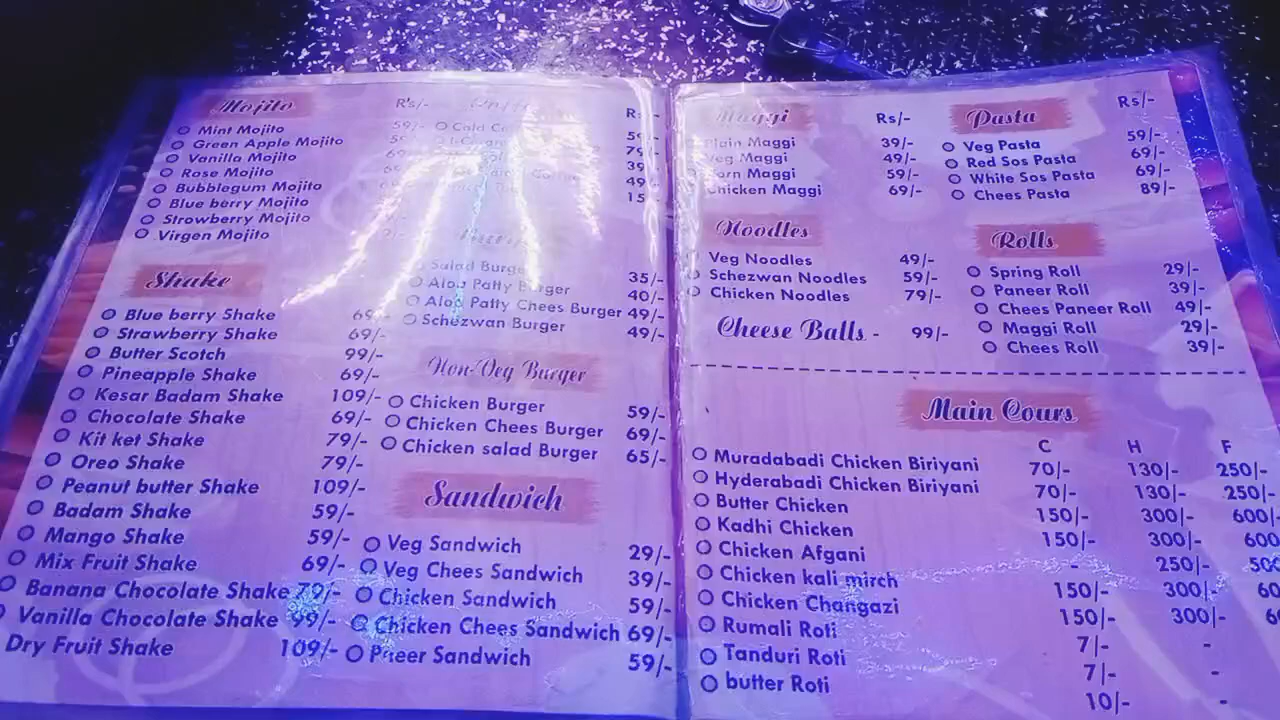 Mojito R's/-
Mint Mojito 59/-
Green Apple Mojito
Vanilla Mojito
Rose Mojito
Bubblegum Mojito
Blue berry Mojito
Strowberry Mojito
Virgen Mojito
Shake
Blue berry Shake 69/-
Strawberry Shake 69/-
Butter Scotch 99/-
Pineapple Shake 69/-
Kesar Badam Shake 109/-
Chocolate Shake 69/-
Kit ket Shake 79/-
Oreo Shake 79/-
Peanut butter Shake 109/-
Badam Shake 59/-
Mango Shake 59/-
Mix Fruit Shake 69/-
Banana Chocolate Shake 79/-
Vanilla Chocolate Shake 99/-
Dry Fruit Shake 109/-
Cold
Salad Burger 35/-
Alou Patty Burger 40/-
Alou Patty Chees Burger 49/-
Schezwan Burger 49/-
Non-Veg Burger
Chicken Burger 59/-
Chicken Chees Burger 69/-
Chicken salad Burger 65/-
Sandwich
Veg Sandwich 29/-
Veg Chees Sandwich 39/-
Chicken Sandwich 59/-
Chicken Chees Sandwich 69/-
Pneer Sandwich 59/-
Maggi Rs/-
Plain Maggi 39/-
Veg Maggi 49/-
Corn Maggi 59/-
Chicken Maggi 69/-
Noodles
Veg Noodles 49/-
Schezwan Noodles 59/-
Chicken Noodles 79/-
Cheese Balls - 99/-
Pasta Rs/-
Veg Pasta 59/-
Red Sos Pasta 69/-
White Sos Pasta 69/-
Chees Pasta 89/-
Rolls
Spring Roll 29/-
Paneer Roll 39/-
Chees Paneer Roll 49/-
Maggi Roll 29/-
Chees Roll 39/-
Main Cours
C H F
Muradabadi Chicken Biriyani 70/- 130/- 250/-
Hyderabadi Chicken Biriyani 70/- 130/- 250/-
Butter Chicken 150/- 300/- 600/-
Kadhi Chicken 150/- 300/- 600
Chicken Afgani - 250/- 500
Chicken kali mirch 150/- 300/- 60
Chicken Changazi 150/- 300/- 6
Rumali Roti 7/- -
Tanduri Roti 7/- -
butter Roti 10/- -